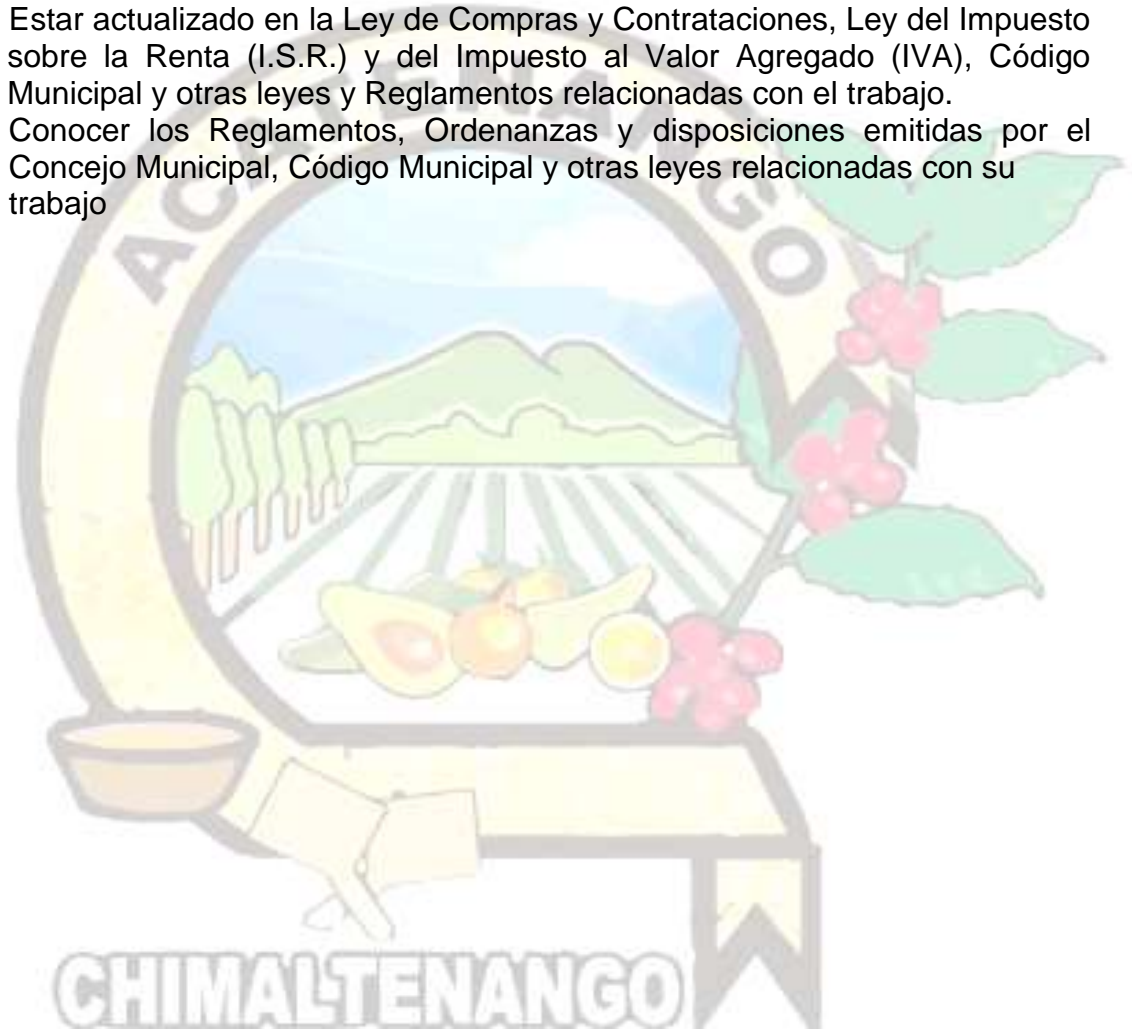 Estar actualizado en la Ley de Compras y Contrataciones, Ley del Impuesto
sobre la Renta (I.S.R.) y del Impuesto al Valor Agregado (IVA), Código
Municipal y otras leyes y Reglamentos relacionadas con el trabajo.
Conocer los Reglamentos, Ordenanzas y disposiciones emitidas por el
Concejo Municipal, Código Municipal y otras leyes relacionadas con su
trabajo
ACATENANGO
CHIMALTENANGO